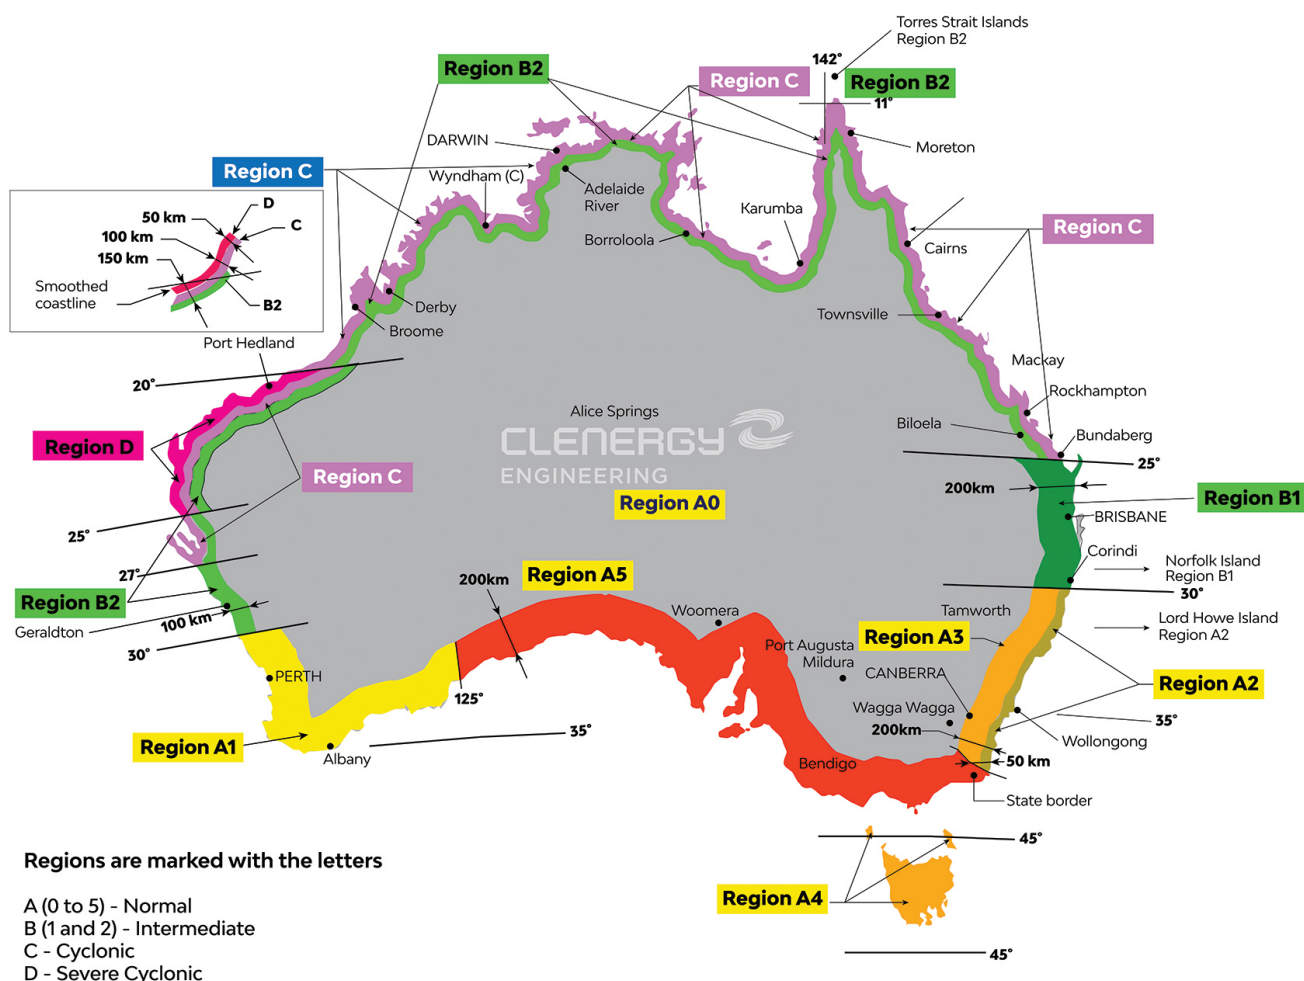 Torres Strait Islands
Region B2
142°
Region B2
Region C
Region B2
11°
DARWIN
Moreton
Region C
Wyndham (C)
Adelaide
River
D
50 km
C
100 km
150 km
Smoothed
coastline
B2
Karumba
Borroloola
Region C
Cairns
Derby
Broome
Townsville
Port Hedland
Mackay
20°
Rockhampton
Alice Springs
CLENERGY
ENGINEERING
Biloela
Bundaberg
Region D
25°
Region C
200km
Region B1
Region A0
BRISBANE
25°
Corindi
Norfolk Island
Region B1
27°
Region A5
200km
30°
Region B2
Geraldton
100 km
Woomera
Tamworth
Lord Howe Island
Region A2
Region A3
30°
Port Augusta
Mildura
PERTH
CANBERRA
Region A2
125°
Wagga Wagga
200km
35°
35°
Region A1
Wollongong
Albany
Bendigo
50 km
State border
45°
Regions are marked with the letters
Region A4
A (0 to 5) - Normal
B (1 and 2) - Intermediate
C - Cyclonic
45°
D - Severe Cyclonic